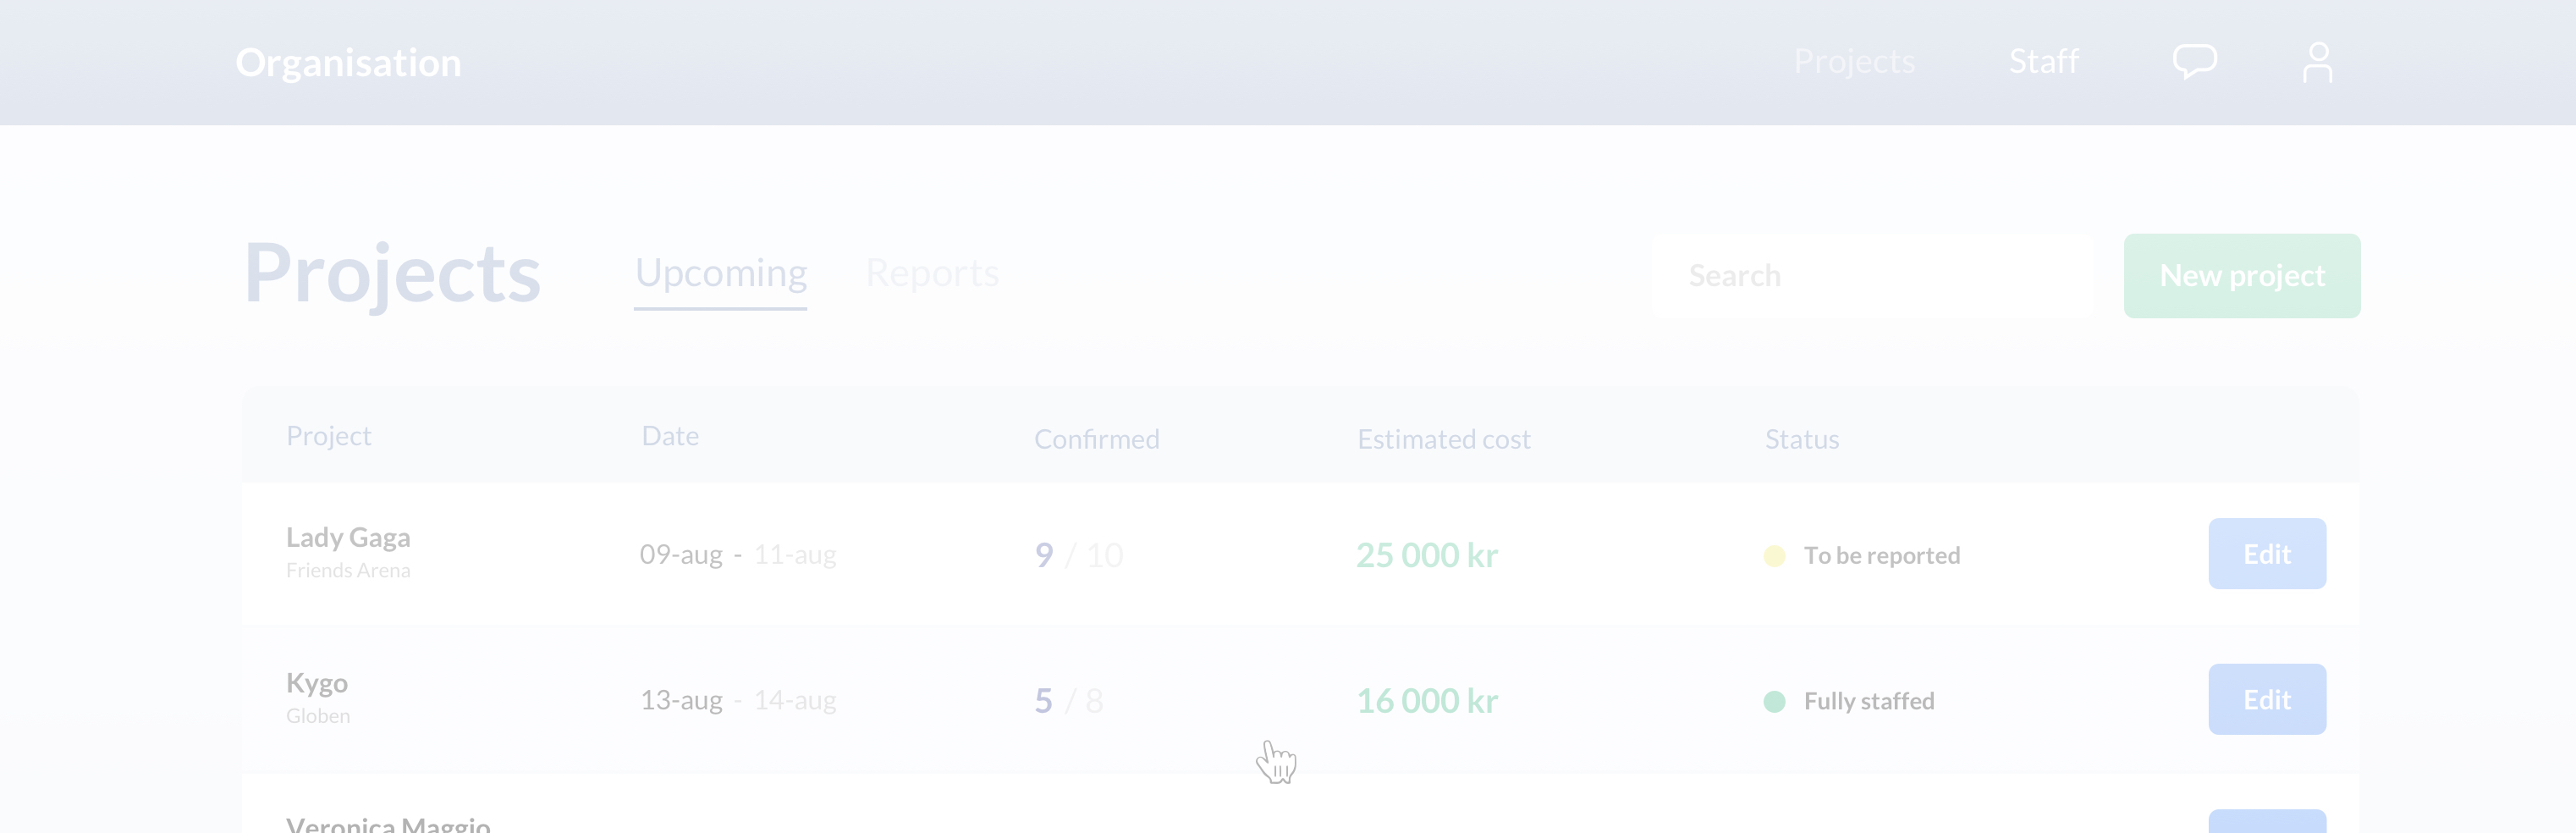 Organisation Projects Staff
Projects Upcoming Reports Search New project
Project Date Confirmed Estimated cost Status
Lady Gaga
Friends Arena
09-aug - 11-aug 9 / 10 25 000 kr To be reported Edit
Kygo
Globen
13-aug - 14-aug 5 / 8 16 000 kr Fully staffed Edit
Veronica Maggio